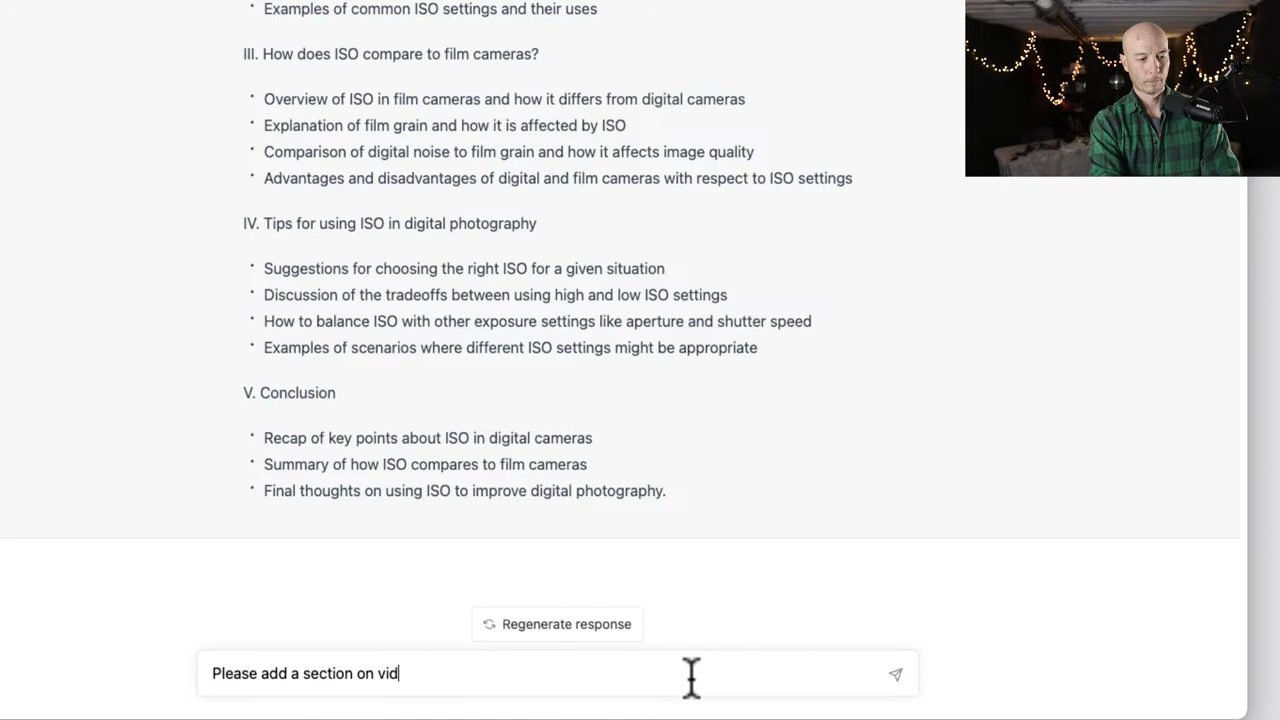 Examples of common ISO settings and their uses
III. How does ISO compare to film cameras?
Overview of ISO in film cameras and how it differs from digital cameras
Explanation of film grain and how it is affected by ISO
Comparison of digital noise to film grain and how it affects image quality
Advantages and disadvantages of digital and film cameras with respect to ISO settings
IV. Tips for using ISO in digital photography
Suggestions for choosing the right ISO for a given situation
Discussion of the tradeoffs between using high and low ISO settings
How to balance ISO with other exposure settings like aperture and shutter speed
Examples of scenarios where different ISO settings might be appropriate
V. Conclusion
Recap of key points about ISO in digital cameras
Summary of how ISO compares to film cameras
Final thoughts on using ISO to improve digital photography.
Regenerate response
Please add a section on vid